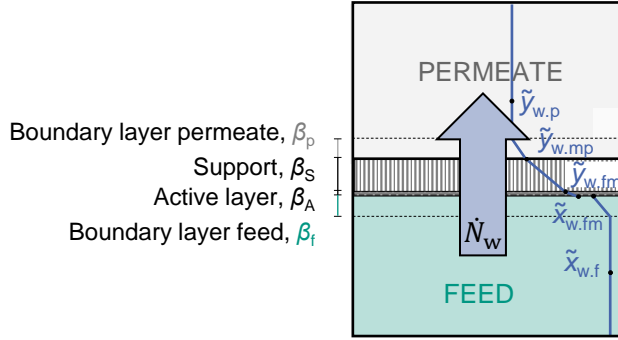 PERMEATE
ỹw.p
Boundary layer permeate, βp
ỹw.mp
Support, βS
ỹw.fm
Active layer, βA
x̃w.fm
Boundary layer feed, βf
Ṅw
x̃w.f
FEED